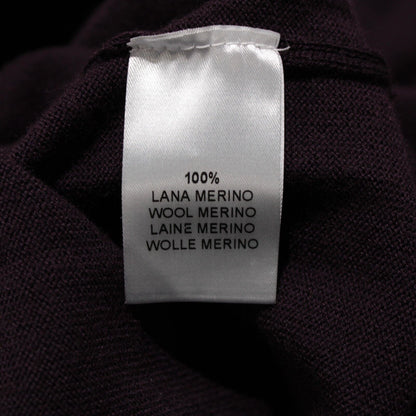 100%
LANA MERINO
WOOL MERINO
LAINE MERINO
WOLLE MERINO